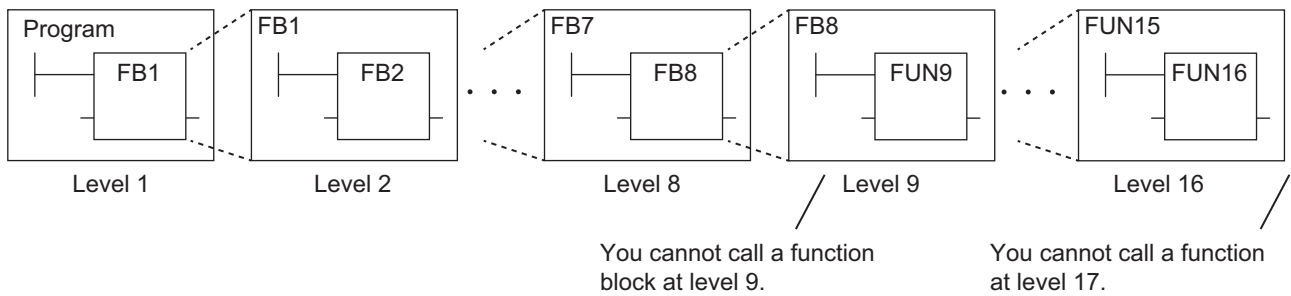 Program
FB1
FB1
FB2
. . .
FB7
FB8
FB8
FUN9
. . .
FUN15
FUN16
Level 1
Level 2
Level 8
Level 9
Level 16
You cannot call a function
block at level 9.
You cannot call a function
at level 17.